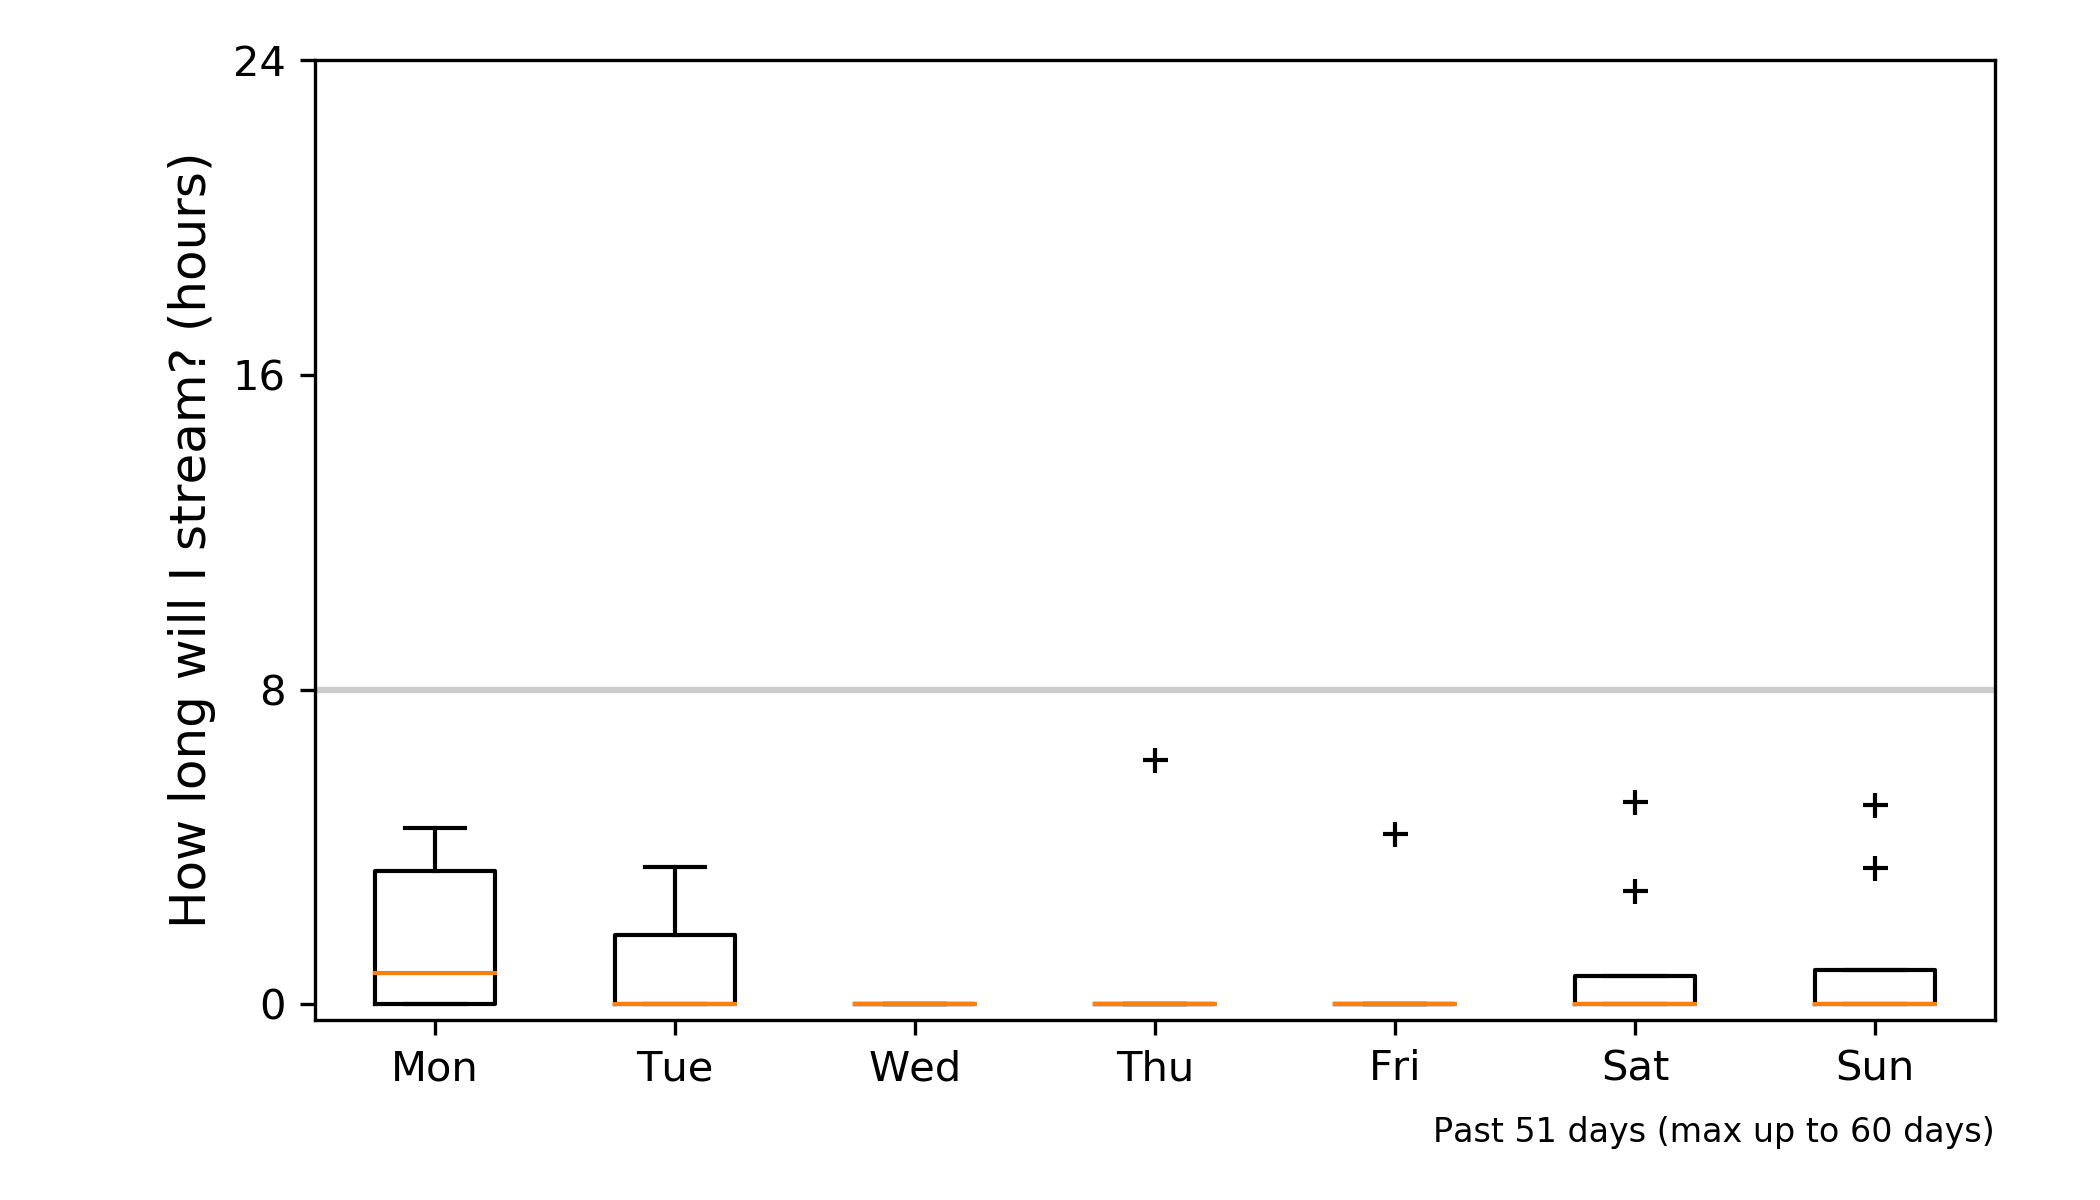 How long will I stream? (hours)
24
16
8
0
Mon Tue Wed Thu Fri Sat Sun
Past 51 days (max up to 60 days)